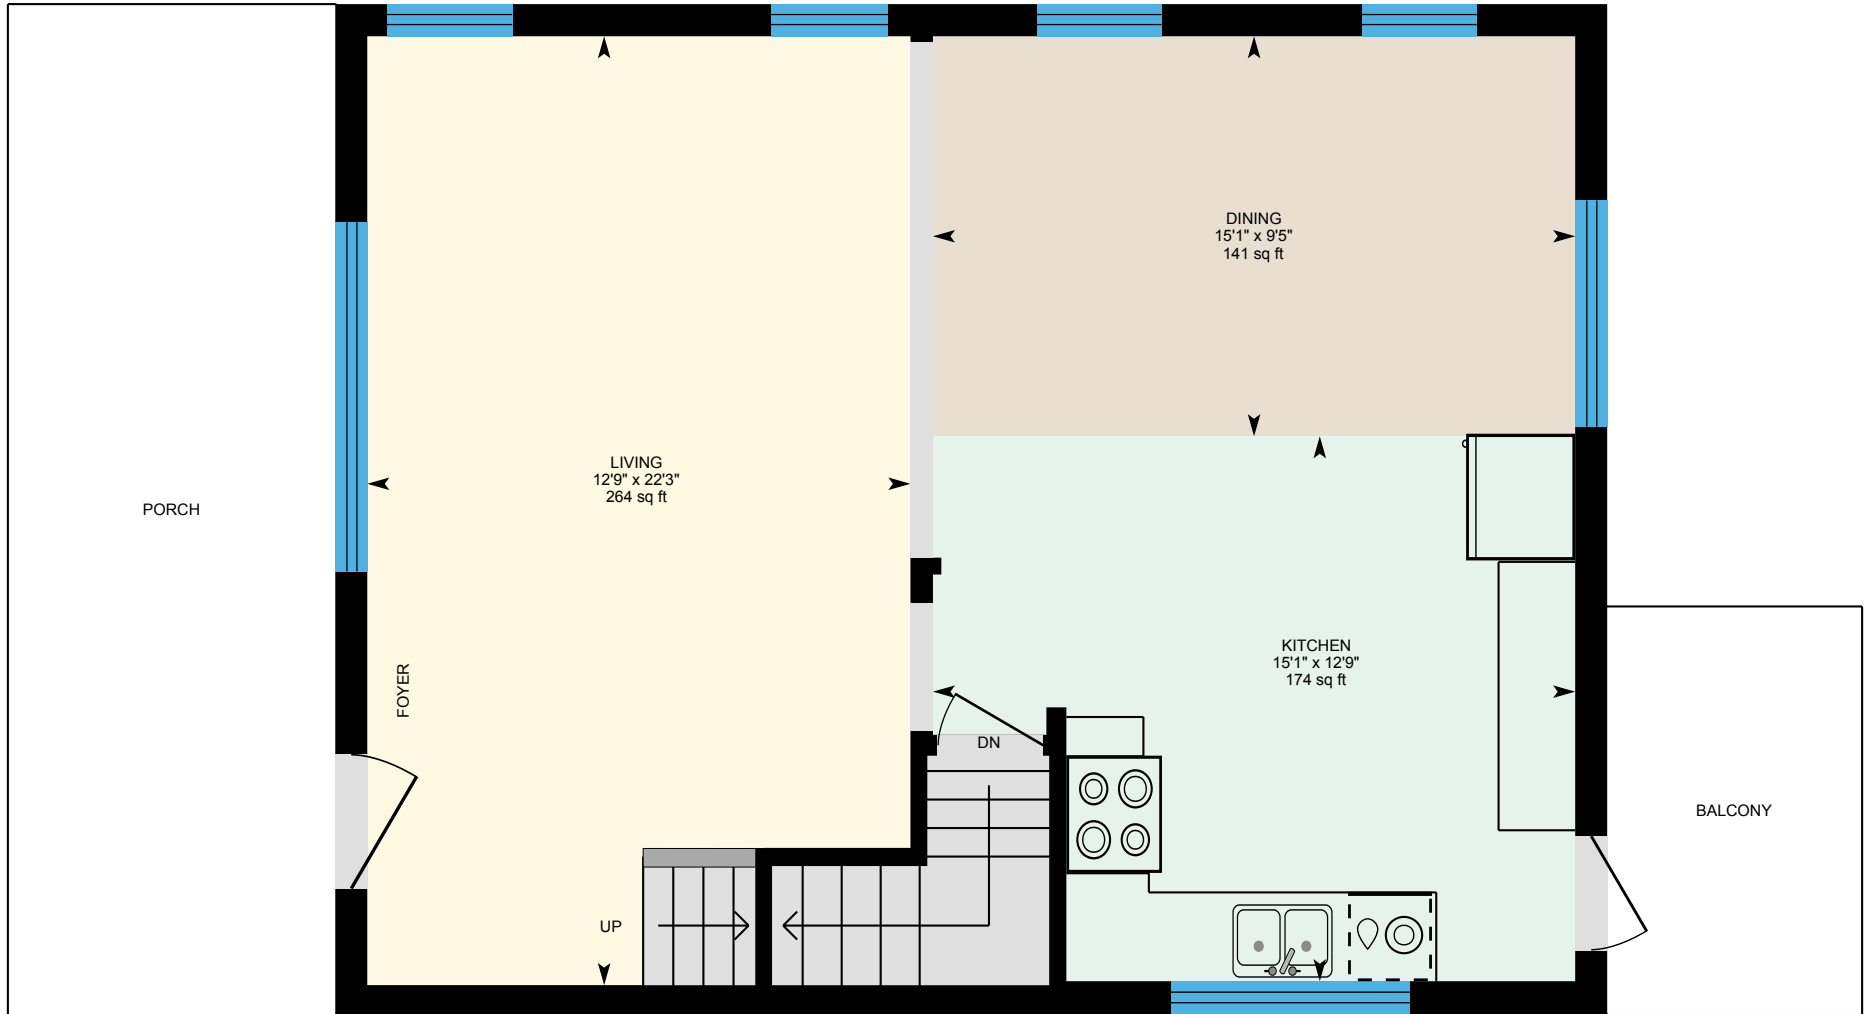 DINING
15'1" x 9'5"
141 sq ft
LIVING
12'9" x 22'3"
264 sq ft
PORCH
KITCHEN
15'1" x 12'9"
174 sq ft
FOYER
DN
BALCONY
UP